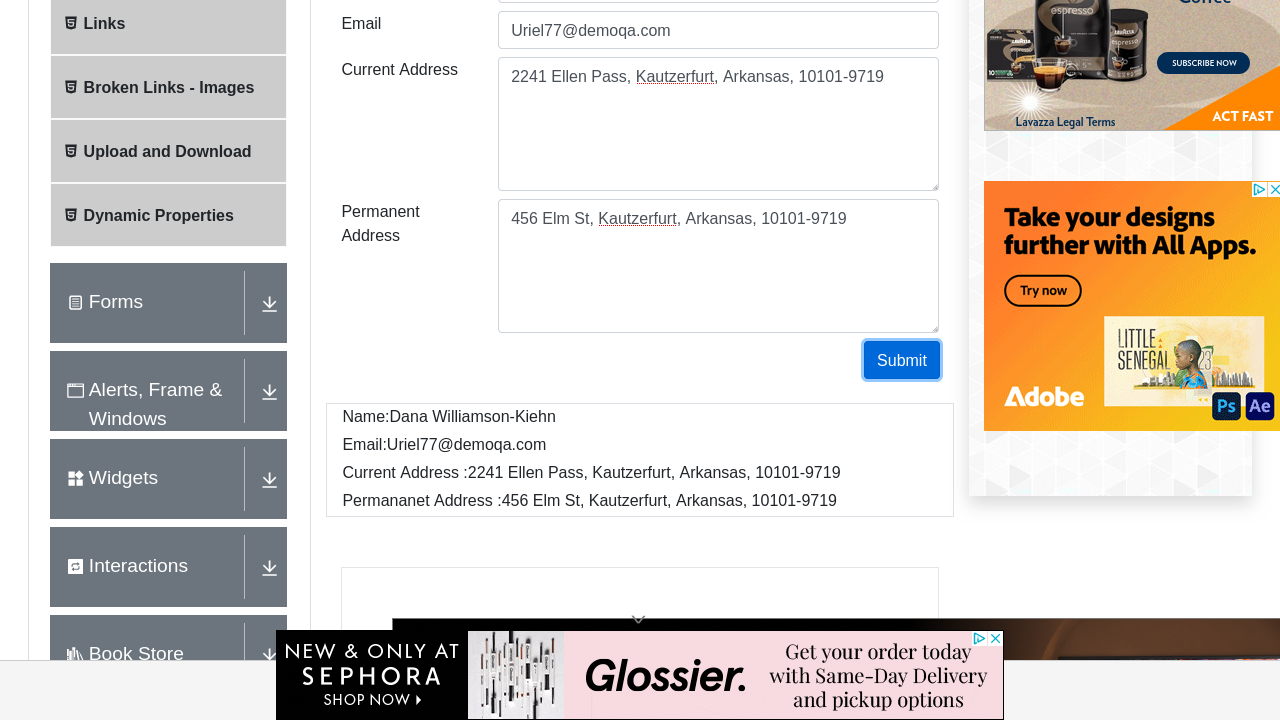 Links
Broken Links - Images
Upload and Download
Dynamic Properties
Forms
Alerts, Frame &
Windows
Widgets
Interactions
Book Store
Email
Uriel77@demoqa.com
Current Address
2241 Ellen Pass, Kautzerfurt, Arkansas, 10101-9719
Permanent
Address
456 Elm St, Kautzerfurt, Arkansas, 10101-9719
Submit
Name:Dana Williamson-Kiehn
Email:Uriel77@demoqa.com
Current Address :2241 Ellen Pass, Kautzerfurt, Arkansas, 10101-9719
Permananet Address :456 Elm St, Kautzerfurt, Arkansas, 10101-9719
Coffee
espresso
espresso
SUBSCRIBE NOW
Lavazza Legal Terms
ACT FAST
Take your designs
further with All Apps.
Try now
LITTLE
SENEGAL
23
Adobe
Ps
Ae
NEW & ONLY AT
SEPHORA
SHOP NOW
Glossier.
Get your order today
with Same-Day Delivery
and pickup options